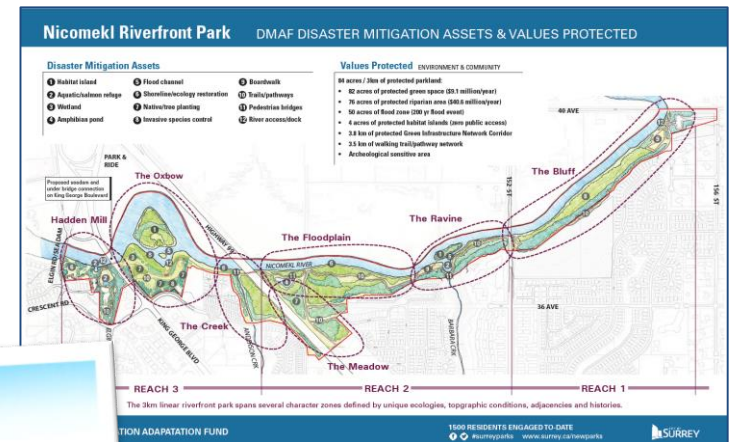 Nicomekl Riverfront Park DMAF DISASTER MITIGATION ASSETS & VALUES PROTECTED
Disaster Mitigation Assets
1 Habitat island
2 Aquatic/salmon refuge
3 Wetland
4 Amphibian pond
5 Flood channel
6 Shoreline/ecology restoration
7 Native/tree planting
8 Invasive species control
9 Boardwalk
10 Trails/pathways
11 Pedestrian bridges
12 River access/dock
Values Protected ENVIRONMENT & COMMUNITY
84 acres / 3km of protected parkland:
• 82 acres of protected green space ($9.1 million/year)
• 76 acres of protected riparian area ($40.6 million/year)
• 50 acres of flood zone (200 yr flood event)
• 4 acres of protected habitat islands (zero public access)
• 3.8 km of protected Green Infrastructure Network Corridor
• 3.5 km of walking trail/pathway network
• Archeological sensitive area
40 AVE
PARK &
RIDE
The Oxbow
Proposed seadam and
under bridge connection
on King George Boulevard
The Bluff
152 ST
156 ST
Hadden Mill
HIGHWAY 99
The Ravine
The Floodplain
ELGIN RD/SEADAM
NICOMEKL RIVER
CRESCENT RD
36 AVE
KING GEORGE BLVD
The Creek
ANDERSON CRK
BARBARA CRK
The Meadow
REACH 3
REACH 2
REACH 1
The 3km linear riverfront park spans several character zones defined by unique ecologies, topgraphic conditions, adjacencies and histories.
ATION ADAPATATION FUND
1500 RESIDENTS ENGAGED TO-DATE
#surreyparks www.surrey.ca/newparks
SURREY